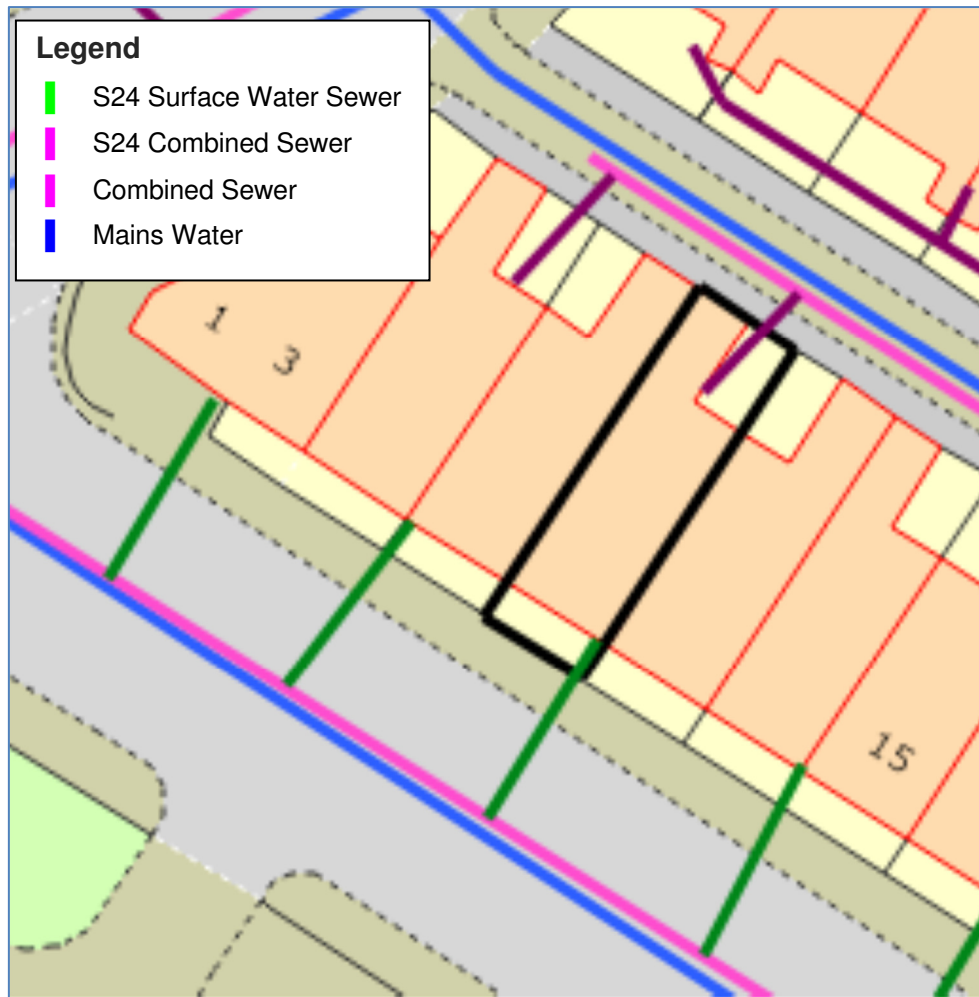 Legend
S24 Surface Water Sewer
S24 Combined Sewer
Combined Sewer
Mains Water
1
3
15